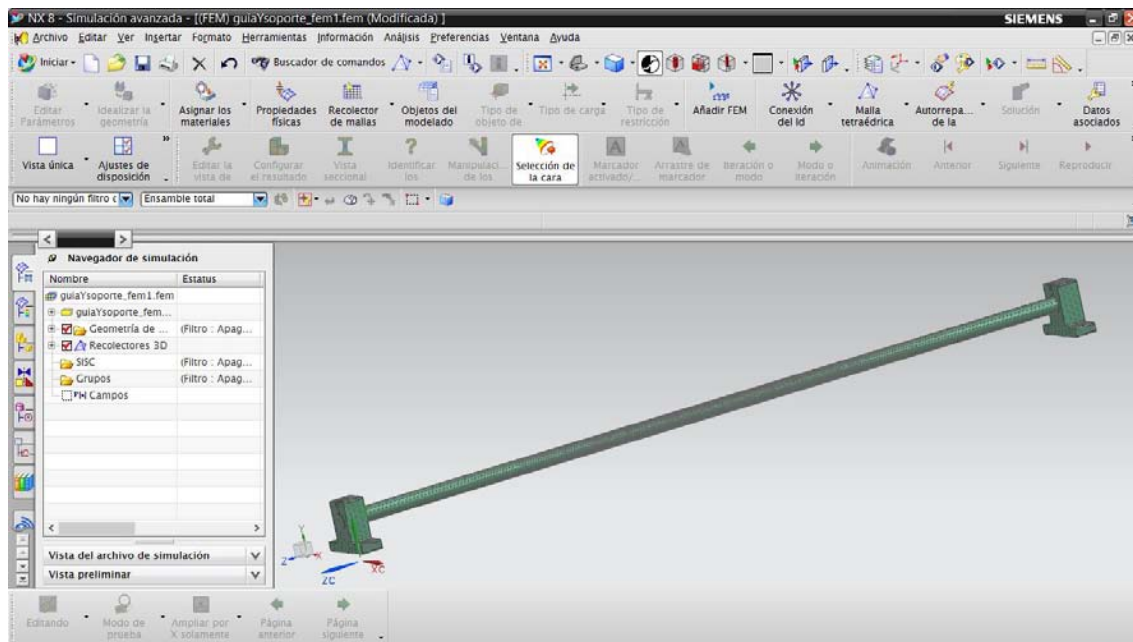 NX 8 - Simulación avanzada - [(FEM) guiaYsoporte_fem1.fem (Modificada) ]
SIEMENS
Archivo Editar Ver Insertar Formato Herramientas Información Análisis Preferencias Ventana Ayuda
Iniciar Buscador de comandos
Editar Parámetros
Idealizar la geometría
Asignar los materiales
Propiedades físicas
Recolector de mallas
Objetos del modelado
Tipo de objeto de
Tipo de carga
Tipo de restricción
Añadir FEM
Conexión del Id
Malla tetraédrica
Autorrepa... de la
Solución
Datos asociados
Vista única
Ajustes de disposición
Editar la vista de
Configurar el resultado
Vista seccional
Identificar los
Manipulaci... de los
Selección de la cara
Marcador activado/...
Arrastre de marcador
Iteración o modo
Modo o iteración
Animación
Anterior
Siguiente
Reproducir
No hay ningún filtro
Ensamble total
Navegador de simulación
Nombre Estatus
guiaYsoporte_fem1.fem
guiaYsoporte_fem...
Geometría de ... (Filtro : Apag...
Recolectores 3D
SISC (Filtro : Apag...
Grupos (Filtro : Apag...
Campos
Vista del archivo de simulación
Vista preliminar
Y
Z
X
ZC
XC
Editando
Modo de prueba
Ampliar por X solamente
Página anterior
Página siguiente